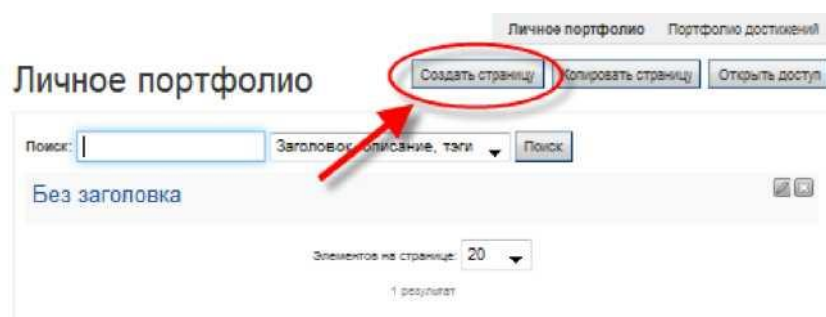 Личное портфолио Портфолио достижений
Личное портфолио
Создать страницу Копировать страницу Открыть доступ
Поиск: Заголовок, описание, тэги Поиск
Без заголовка
Элементов на странице: 20
1 результат